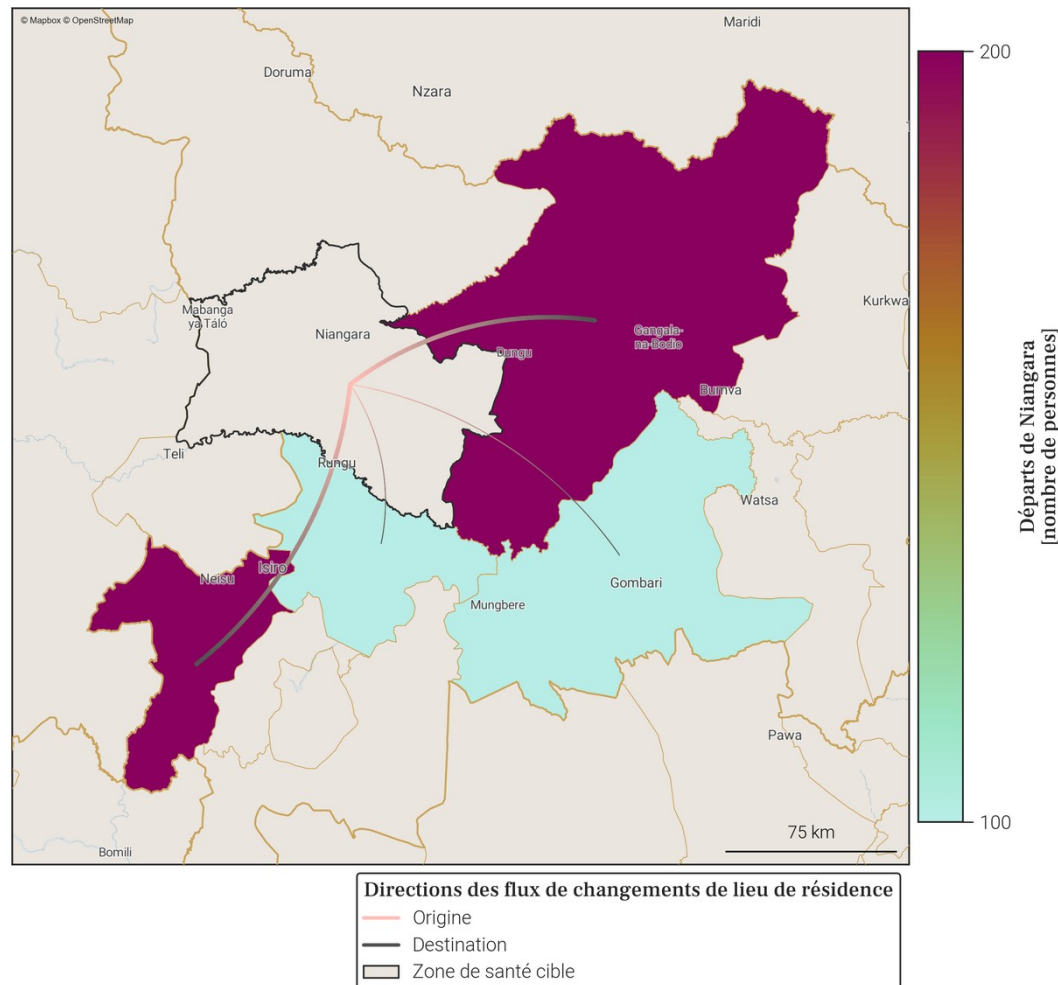 © Mapbox © OpenStreetMap
Maridi
Doruma
Nzara
200
Kurkwa
Mabanga
ya Táló
Niangara
Gangala-
na-Bodio
Dungu
Bumva
Teli
Rungu
Watsa
Neisu
Isiro
Gombari
Mungbere
Pawa
Bomili
75 km
100
Départs de Niangara
[nombre de personnes]
Directions des flux de changements de lieu de résidence
Origine
Destination
Zone de santé cible